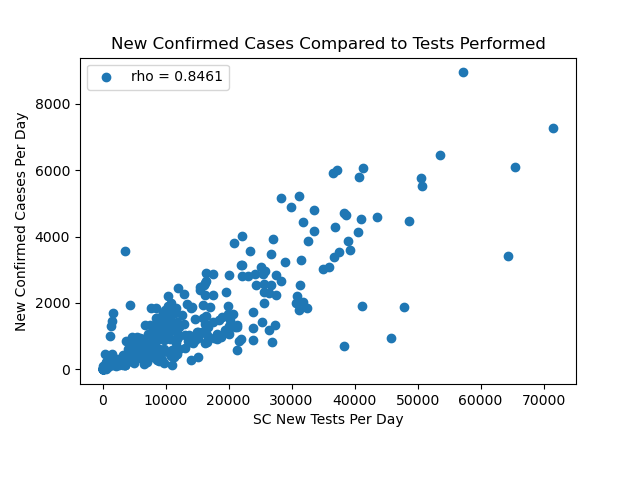 New Confirmed Cases Compared to Tests Performed
rho = 0.8461
New Confirmed Caeses Per Day
8000
6000
4000
2000
0
0 10000 20000 30000 40000 50000 60000 70000
SC New Tests Per Day